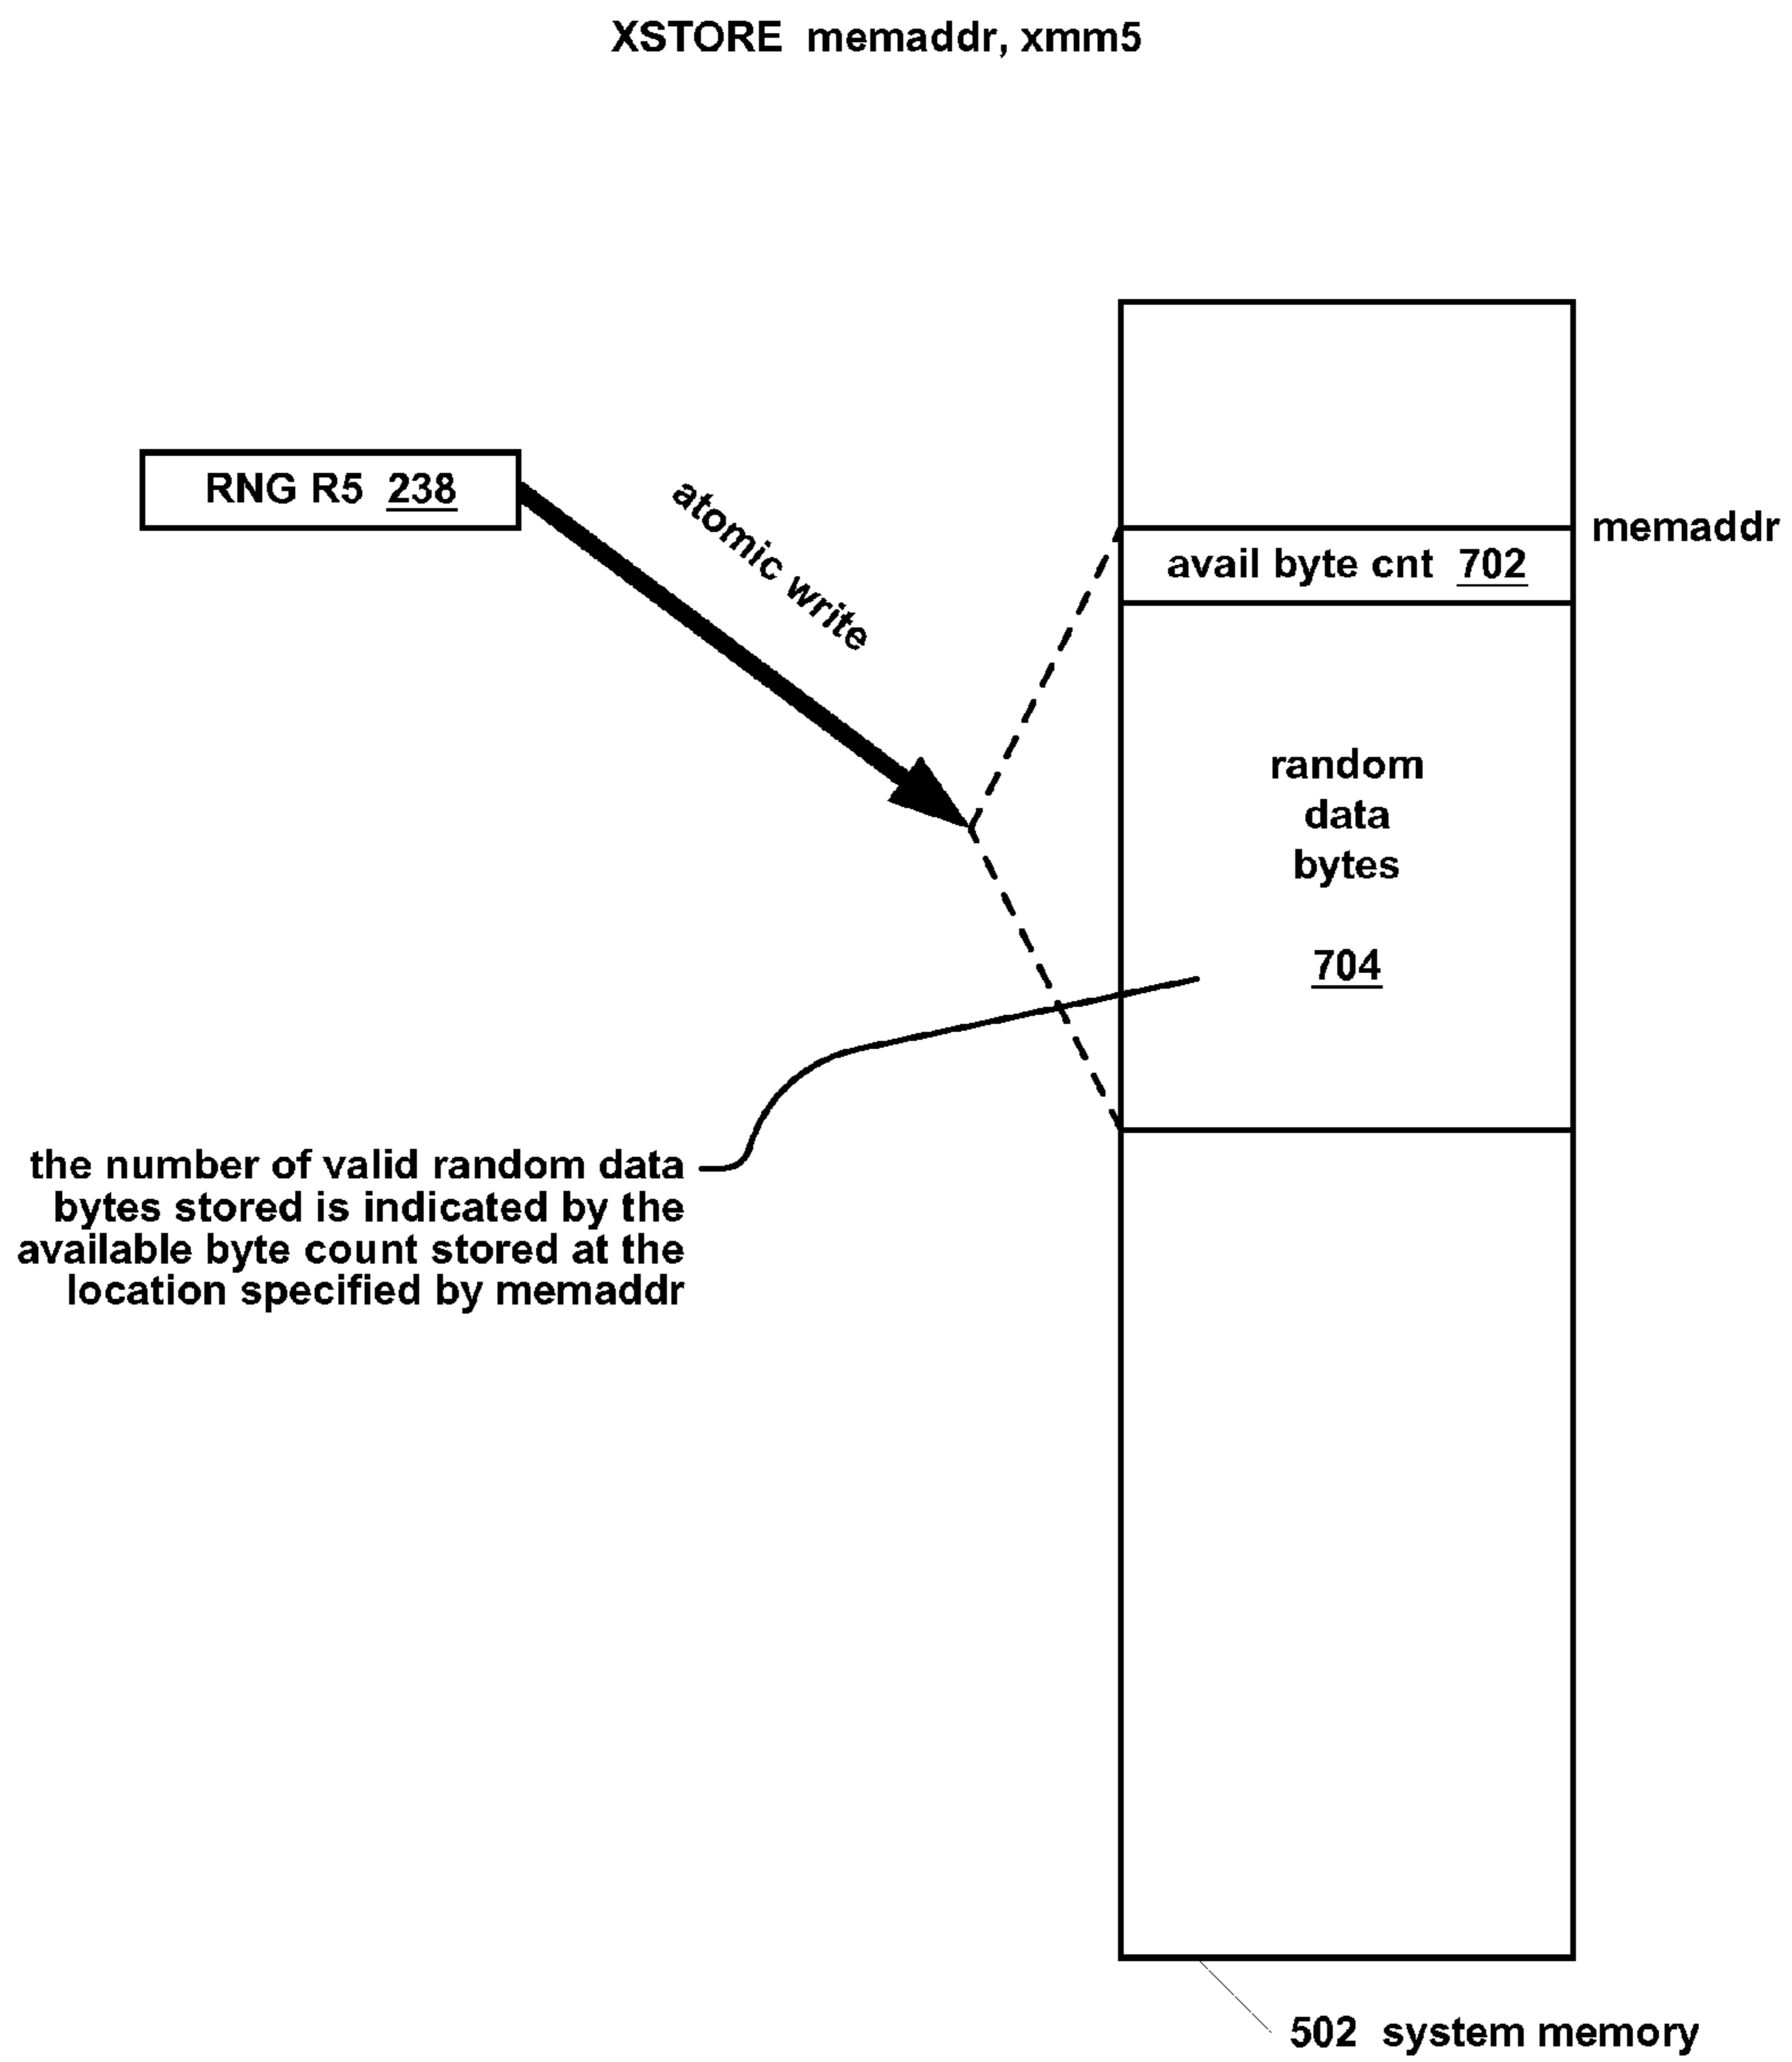 XSTORE memaddr, xmm5
RNG R5 238
atomic write
memaddr
avail byte cnt 702
random
data
bytes
704
the number of valid random data
bytes stored is indicated by the
available byte count stored at the
location specified by memaddr
502 system memory